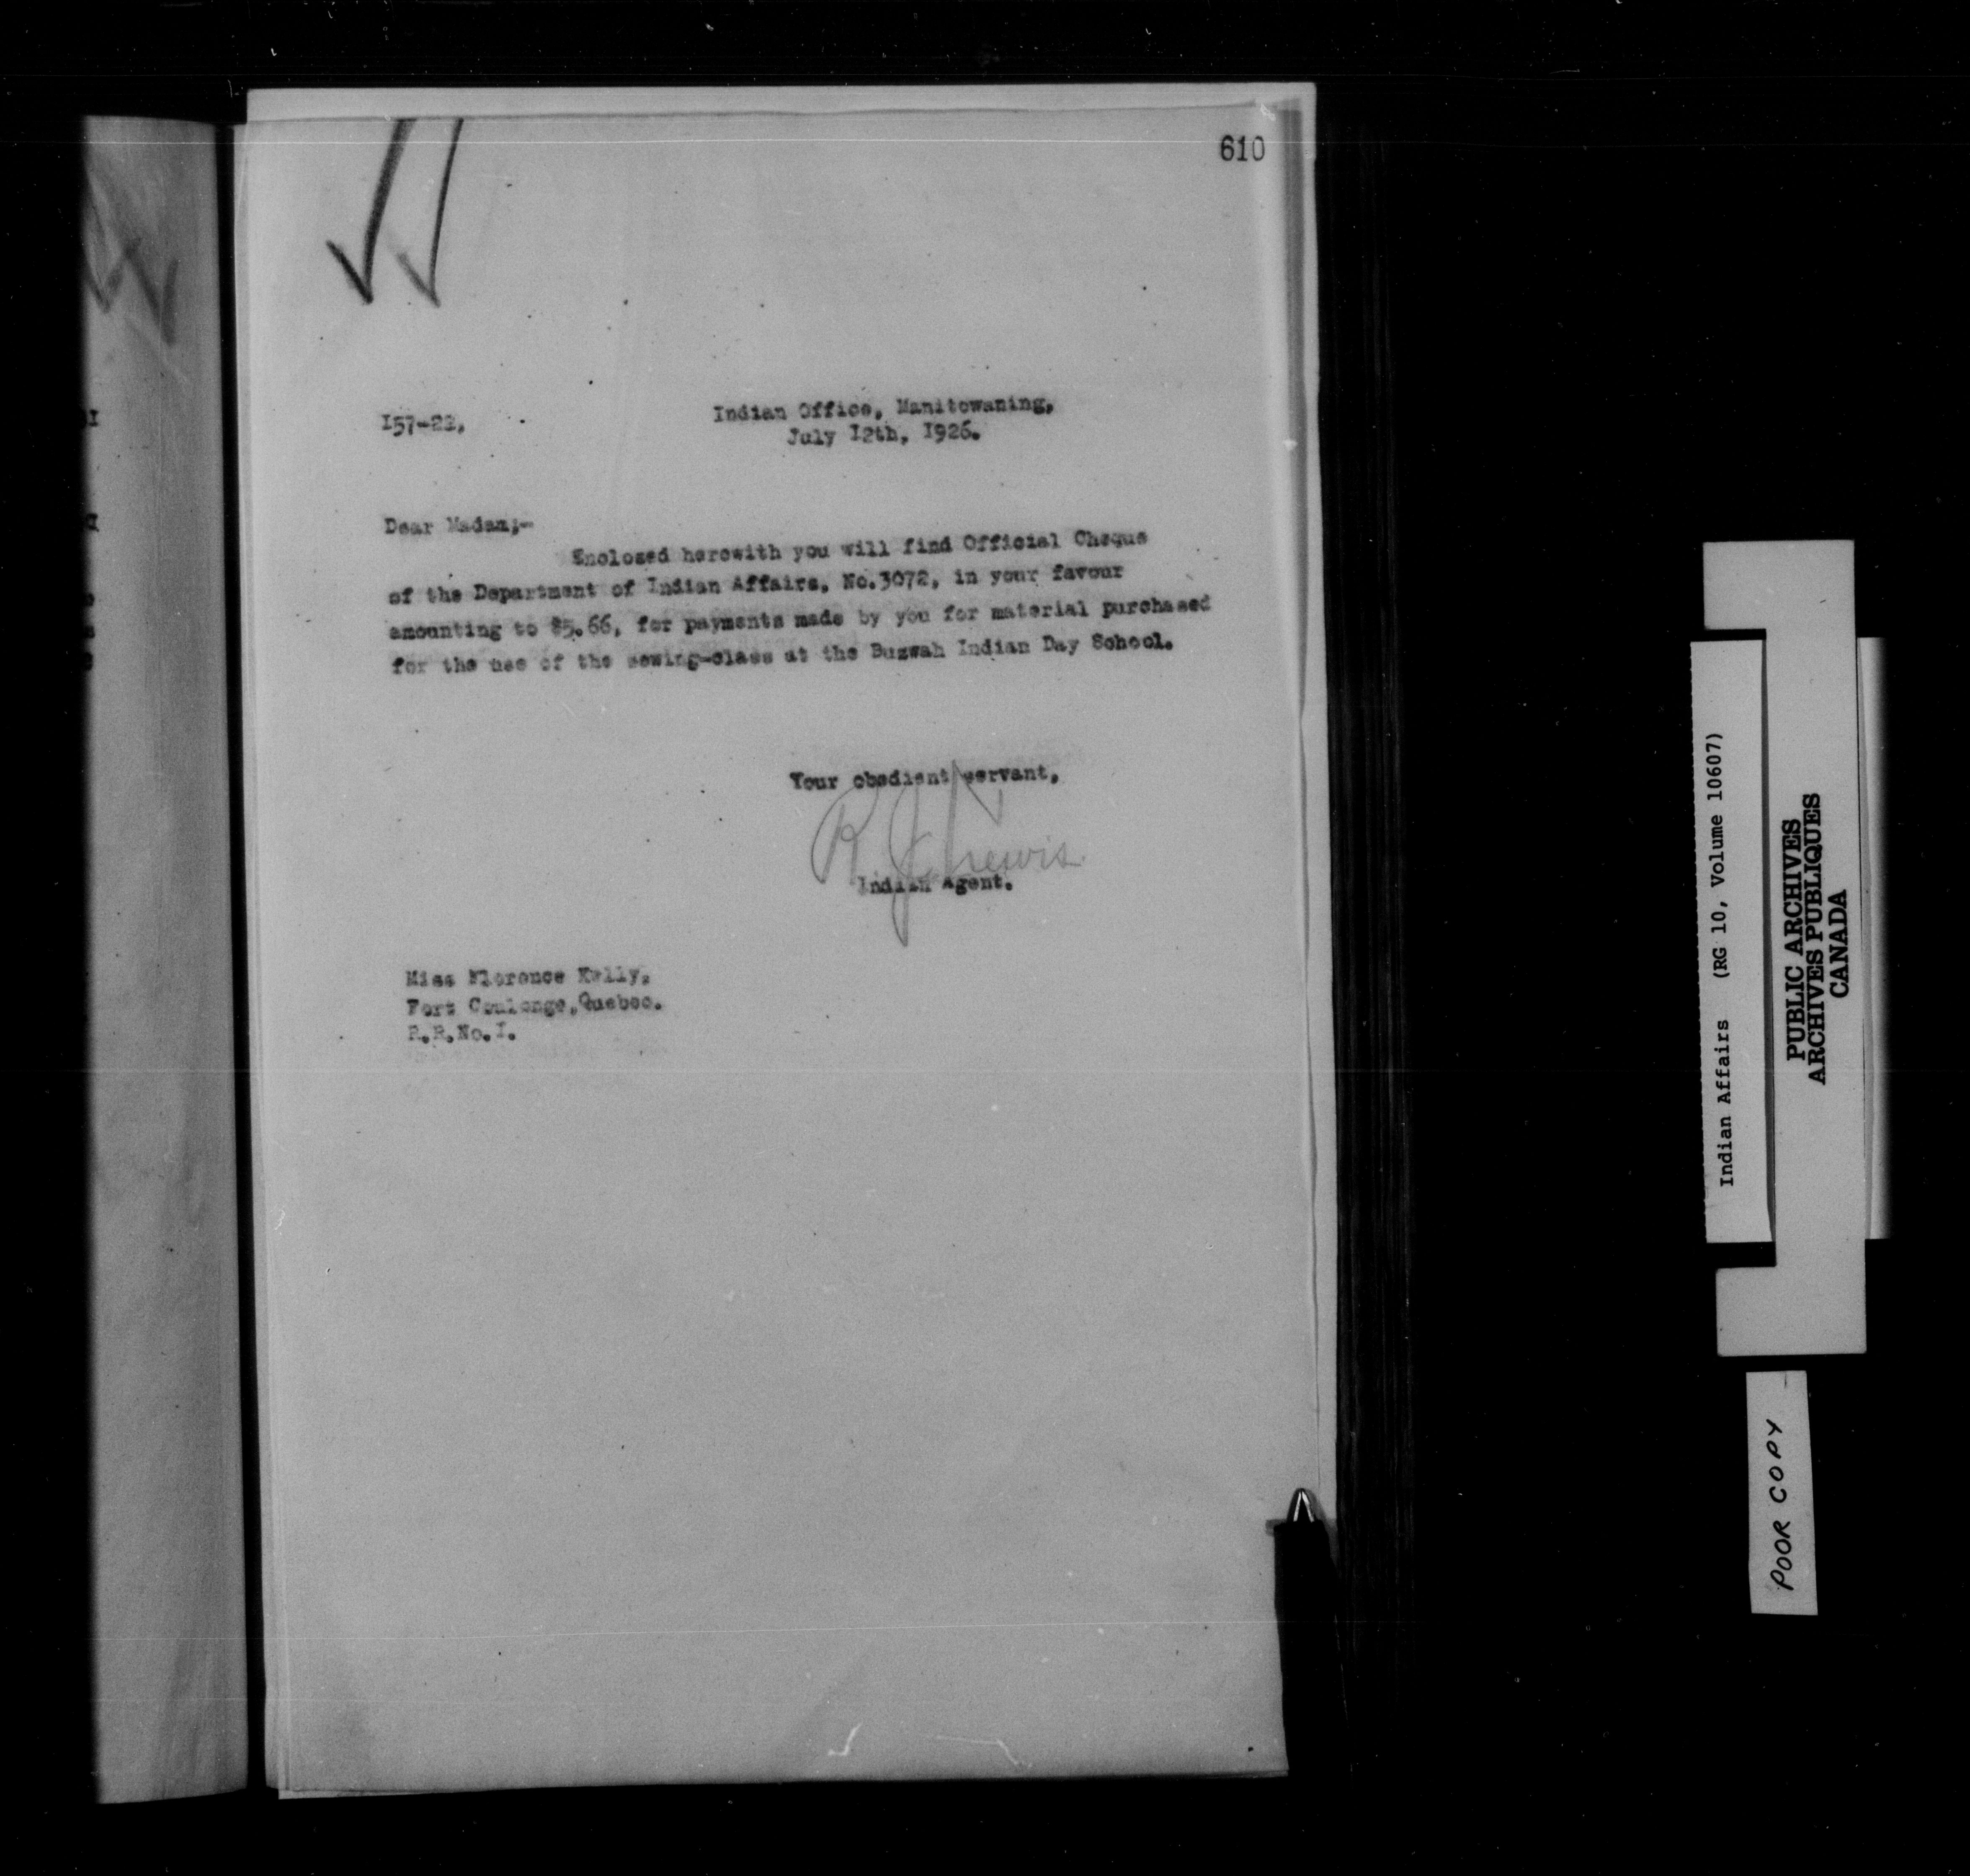 610
I57-22,
Indian Office, Manitowaning,
July I2th, I926.
Dear Madam;-
Enclosed herewith you will find Official Cheque
of the Department of Indian Affairs, No.3072, in your favour
amounting to $5.66, for payments made by you for material purchased
for the use of the sewing-class at the Buzwah Indian Day School.
Your obedient servant,
R. J. Lewis
Indian Agent.
Miss Florence Kelly,
Fort Coulonge,Quebec.
R.R.No.I.
Indian Affairs (RG 10, Volume 10607)
PUBLIC ARCHIVES
ARCHIVES PUBLIQUES
CANADA
POOR COPY